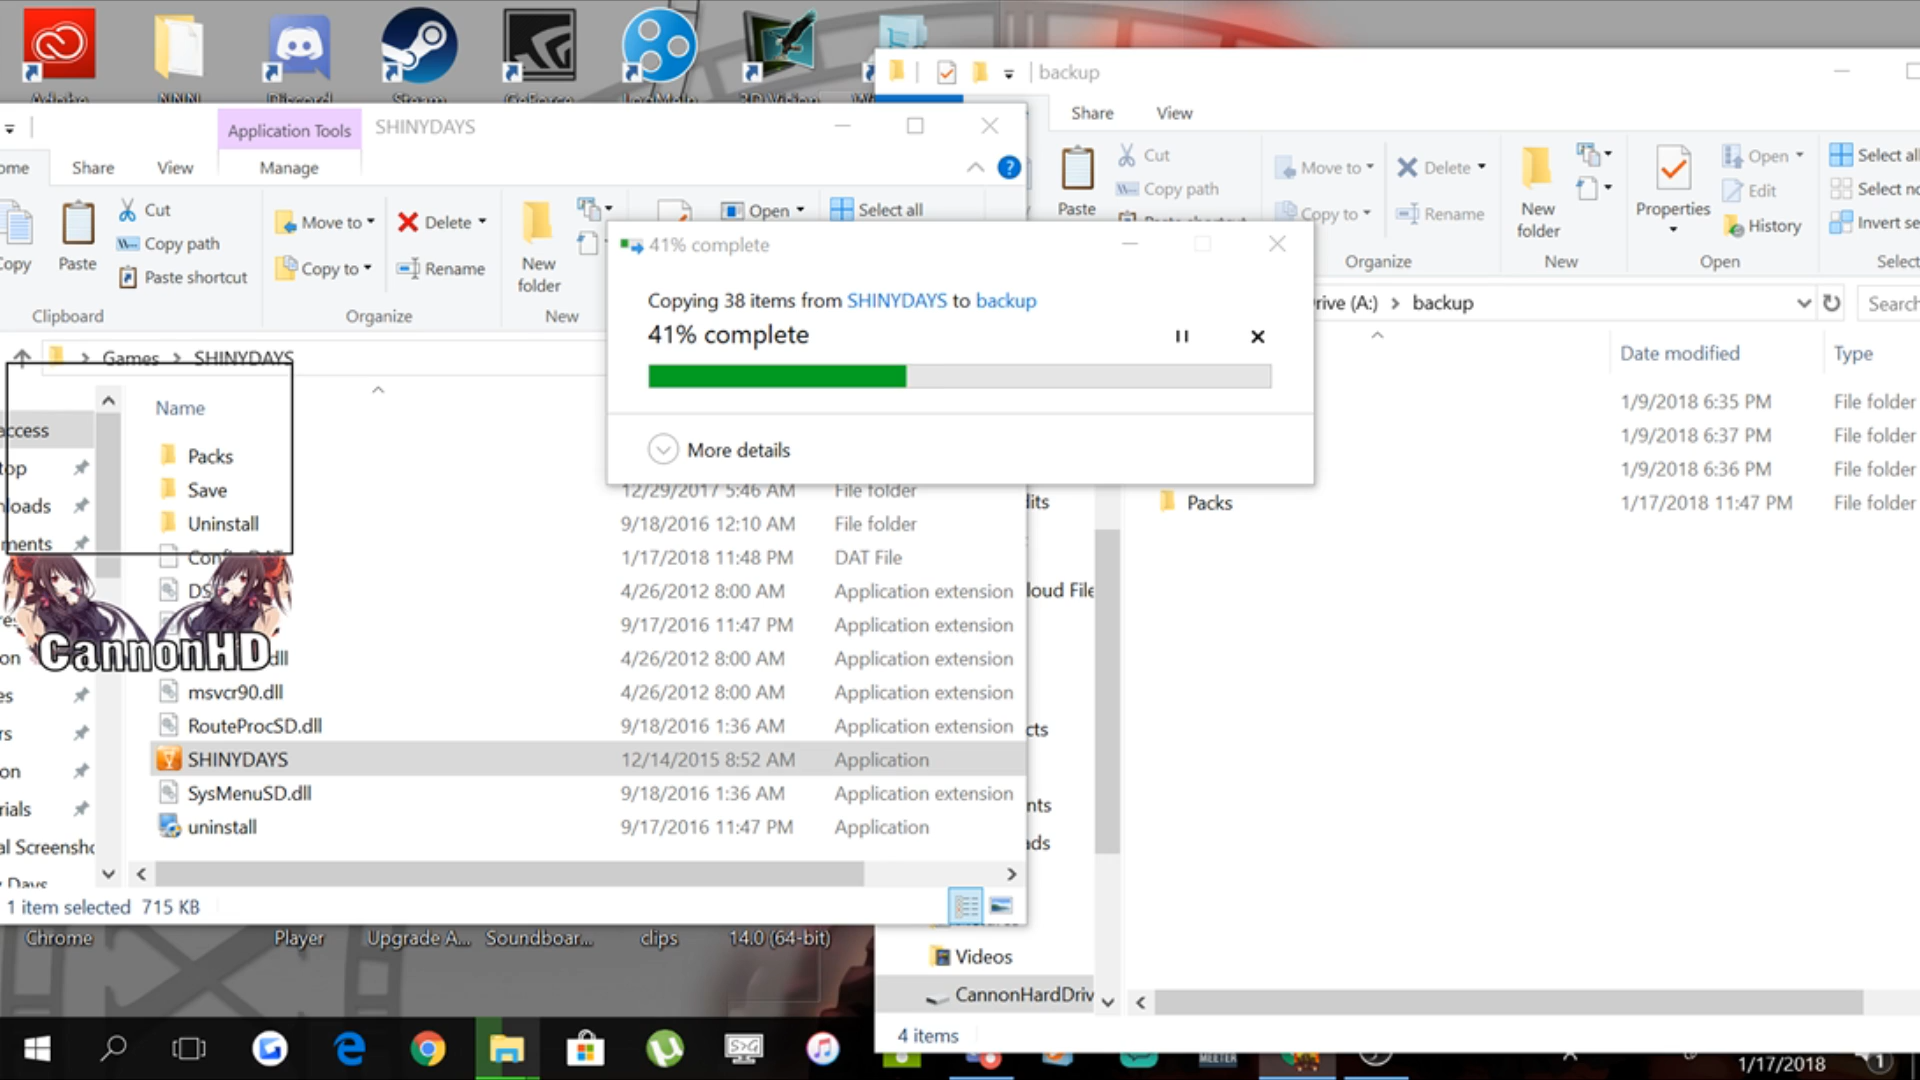 NNN
Discord
Steam
GeForce
LogMeIn
3D Vision
backup
Share
View
Cut
Copy path
Paste
Move to
Copy to
Delete
Rename
New
folder
Properties
Open
Edit
History
Select all
Organize
New
Open
Application Tools
SHINYDAYS
Share
View
Manage
Paste
Cut
Copy path
Paste shortcut
Move to
Copy to
Delete
Rename
New
folder
Open
Select all
Clipboard
Organize
New
Games
SHINYDAYS
41% complete
Copying 38 items from SHINYDAYS to backup
41% complete
More details
(A:)
backup
Date modified
Type
1/9/2018 6:35 PM
File folder
1/9/2018 6:37 PM
File folder
1/9/2018 6:36 PM
File folder
Packs
1/17/2018 11:47 PM
File folder
Name
Packs
Save
12/29/2017 5:46 AM
File folder
Uninstall
9/18/2016 12:10 AM
File folder
1/17/2018 11:48 PM
DAT File
4/26/2012 8:00 AM
Application extension
9/17/2016 11:47 PM
Application extension
4/26/2012 8:00 AM
Application extension
CannonHD
msvcr90.dll
4/26/2012 8:00 AM
Application extension
RouteProcSD.dll
9/18/2016 1:36 AM
Application extension
SHINYDAYS
12/14/2015 8:52 AM
Application
SysMenuSD.dll
9/18/2016 1:36 AM
Application extension
uninstall
9/17/2016 11:47 PM
Application
1 item selected 715 KB
Chrome
Player
Upgrade A...
Soundboar...
clips
14.0 (64-bit)
Videos
CannonHardDriv
4 items
1/17/2018
1